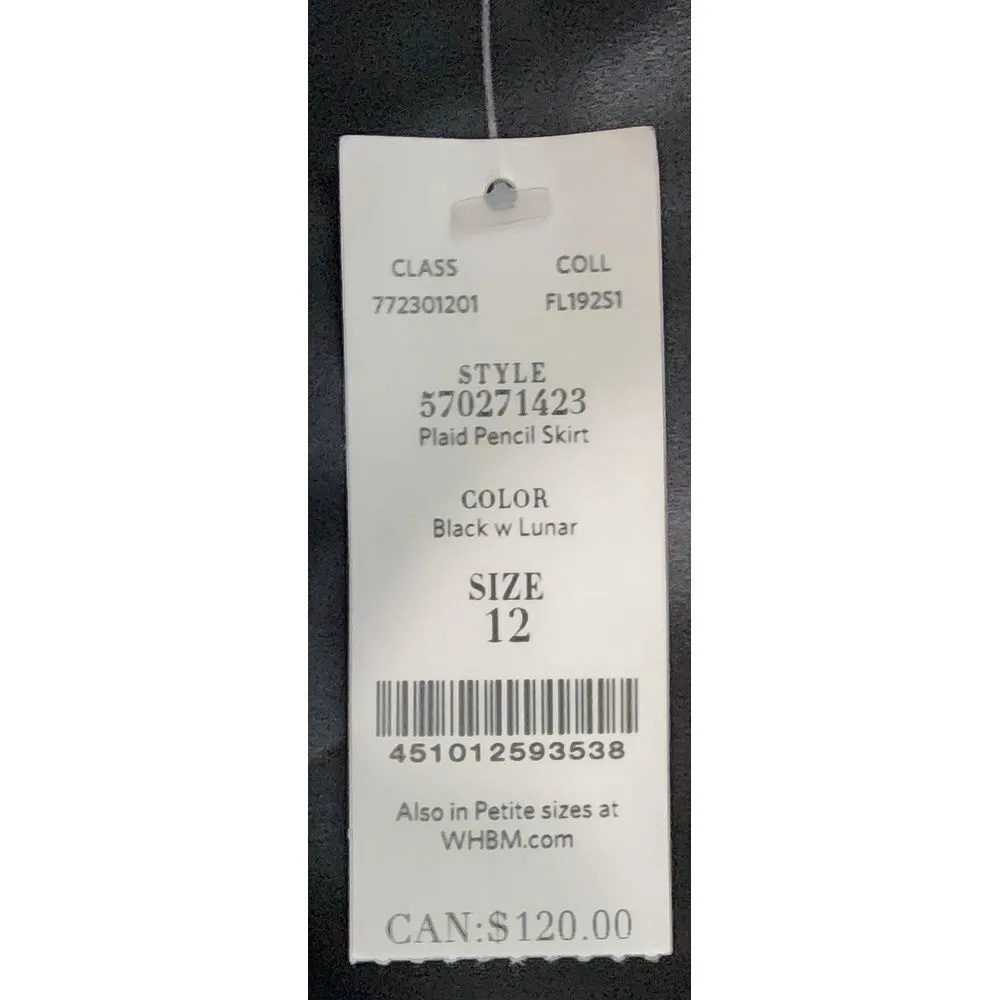 CLASS COLL
772301201 FL192S1
STYLE
570271423
Plaid Pencil Skirt
COLOR
Black w Lunar
SIZE
12
451012593538
Also in Petite sizes at
WHBM.com
CAN:$120.00